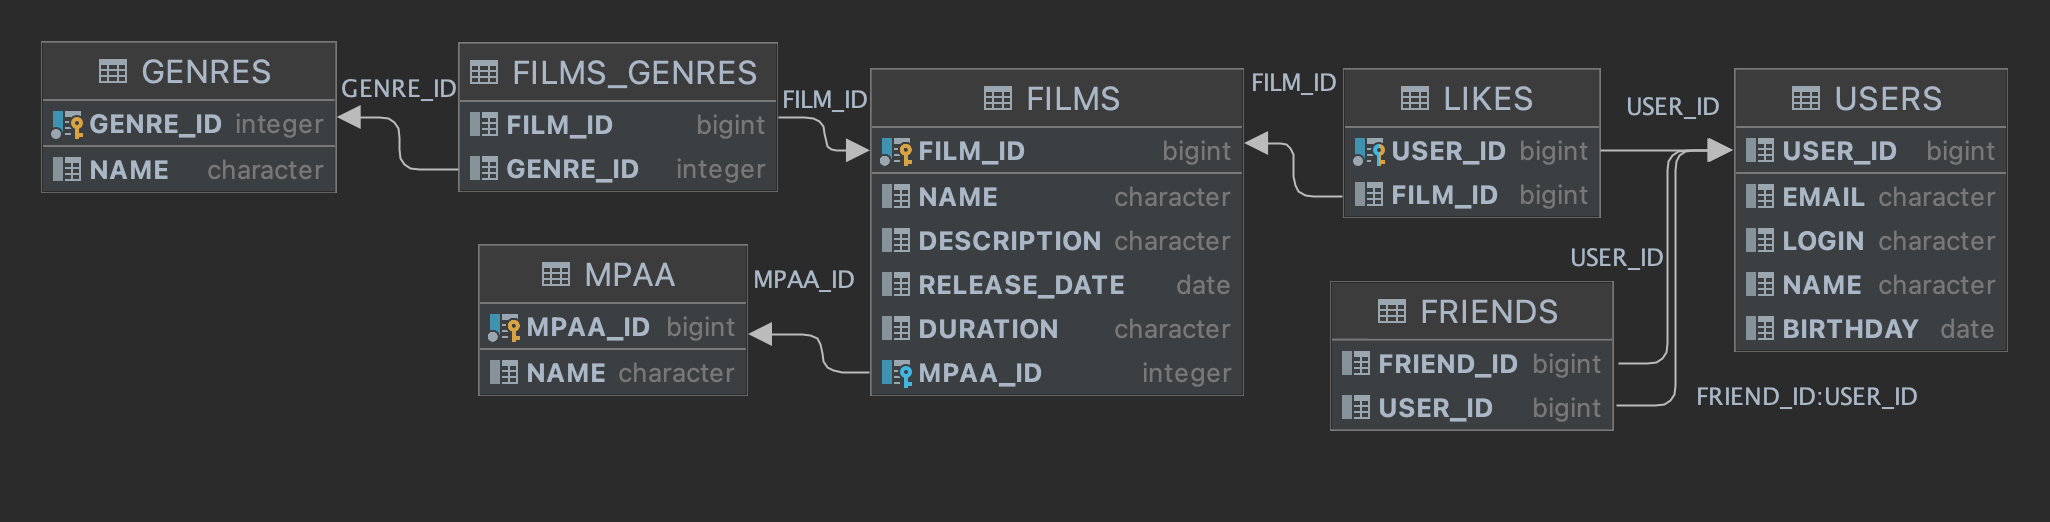 GENRES
GENRE_ID integer
NAME character
GENRE_ID
FILMS_GENRES
FILM_ID bigint
GENRE_ID integer
FILM_ID
MPAA
MPAA_ID bigint
NAME character
MPAA_ID
FILMS
FILM_ID bigint
NAME character
DESCRIPTION character
RELEASE_DATE date
DURATION character
MPAA_ID integer
FILM_ID
LIKES
USER_ID bigint
FILM_ID bigint
USER_ID
USER_ID
FRIENDS
FRIEND_ID bigint
USER_ID bigint
FRIEND_ID:USER_ID
USERS
USER_ID bigint
EMAIL character
LOGIN character
NAME character
BIRTHDAY date